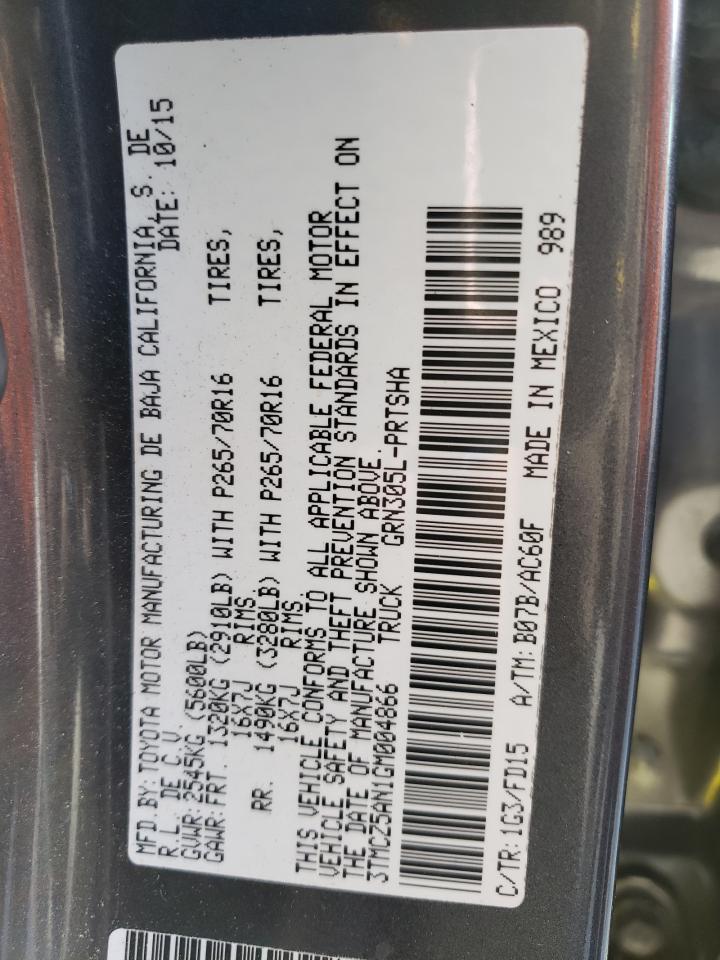 MFD.BY:TOYOTA MOTOR MANUFACTURING DE BAJA CALIFORNIA, S. DE
R.L. DE C.V. DATE: 10/15
GVWR:2545KG (5600LB)
GAWR:FRT. 1320KG (2910LB) WITH P265/70R16 TIRES,
16X7J RIMS
RR. 1490KG (3280LB) WITH P265/70R16 TIRES,
16X7J RIMS
THIS VEHICLE CONFORMS TO ALL APPLICABLE FEDERAL MOTOR
VEHICLE SAFETY AND THEFT PREVENTION STANDARDS IN EFFECT ON
THE DATE OF MANUFACTURE SHOWN ABOVE.
3TMCZ5AN1GM004866 TRUCK GRN305L-PRTSHA
C/TR:1G3/FD15 A/TM:B07B/AC60F MADE IN MEXICO 989